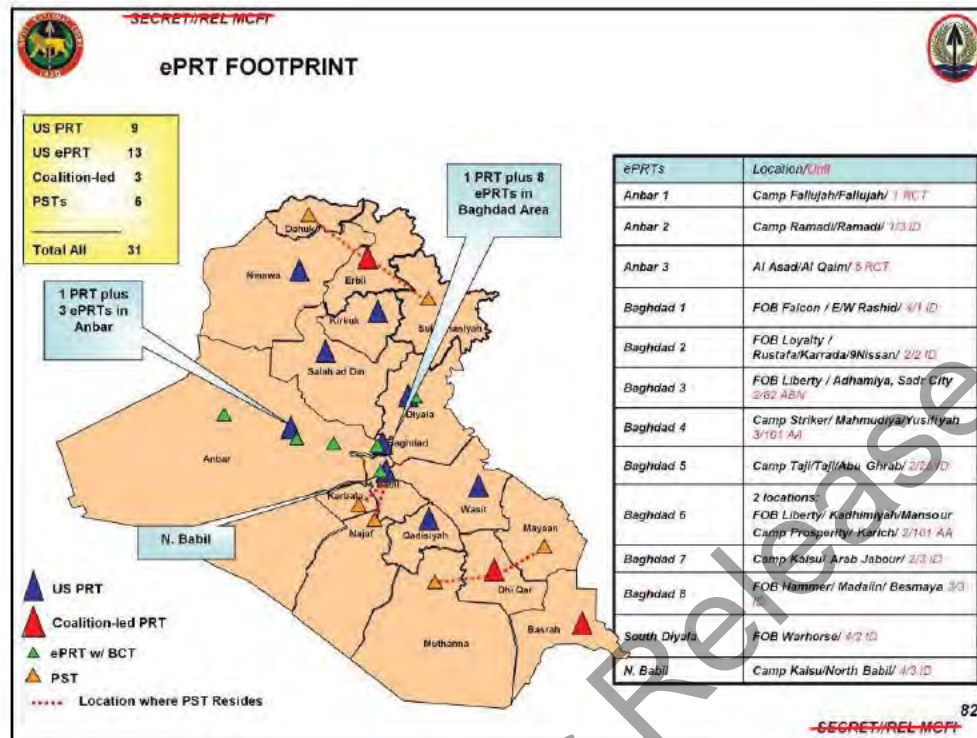 SECRET//REL MCFI
ePRT FOOTPRINT
US PRT 9
US ePRT 13
Coalition-led 3
PSTs 6
Total All 31
1 PRT plus 8
ePRTs in
Baghdad Area
1 PRT plus
3 ePRTs in
Anbar
N. Babil
Dahuk
Ninawa
Erbil
Kirkuk
Salah ad Din
Diyala
Baghdad
Anbar
Karbala
Najaf
Qadisiyah
Wasit
Maysan
Dhi Qar
Muthanna
Basrah
US PRT
Coalition-led PRT
ePRT w/ BCT
PST
Location where PST Resides
ePRTs Location/Unit
Anbar 1 Camp Fallujah/Fallujah/ 1 RCT
Anbar 2 Camp Ramadi/Ramadi/ 1/3 ID
Anbar 3 Al Asad/Al Qaim/ 5 RCT
Baghdad 1 FOB Falcon / E/W Rashid/ 4/1 ID
Baghdad 2 FOB Loyalty /
Rustafa/Karrada/9Nissan/ 2/2 ID
Baghdad 3 FOB Liberty / Adhamiya, Sadr City
2/82 ABN
Baghdad 4 Camp Striker/ Mahmudiya/Yusifiyah
3/101 AA
Baghdad 5 Camp Taji/Taji/Abu Ghrab/ 2/25 ID
Baghdad 6 2 locations:
FOB Liberty/ Kadhimiyah/Mansour
Camp Prosperity/ Karich/ 2/101 AA
Baghdad 7 Camp Kalsu/ Arab Jabour/ 2/3 ID
Baghdad 8 FOB Hammer/ Madaiin/ Besmaya 3/3
ID
South Diyala FOB Warhorse/ 4/2 ID
N. Babil Camp Kalsu/North Babil/ 4/3 ID
82
SECRET//REL MCFI
Release